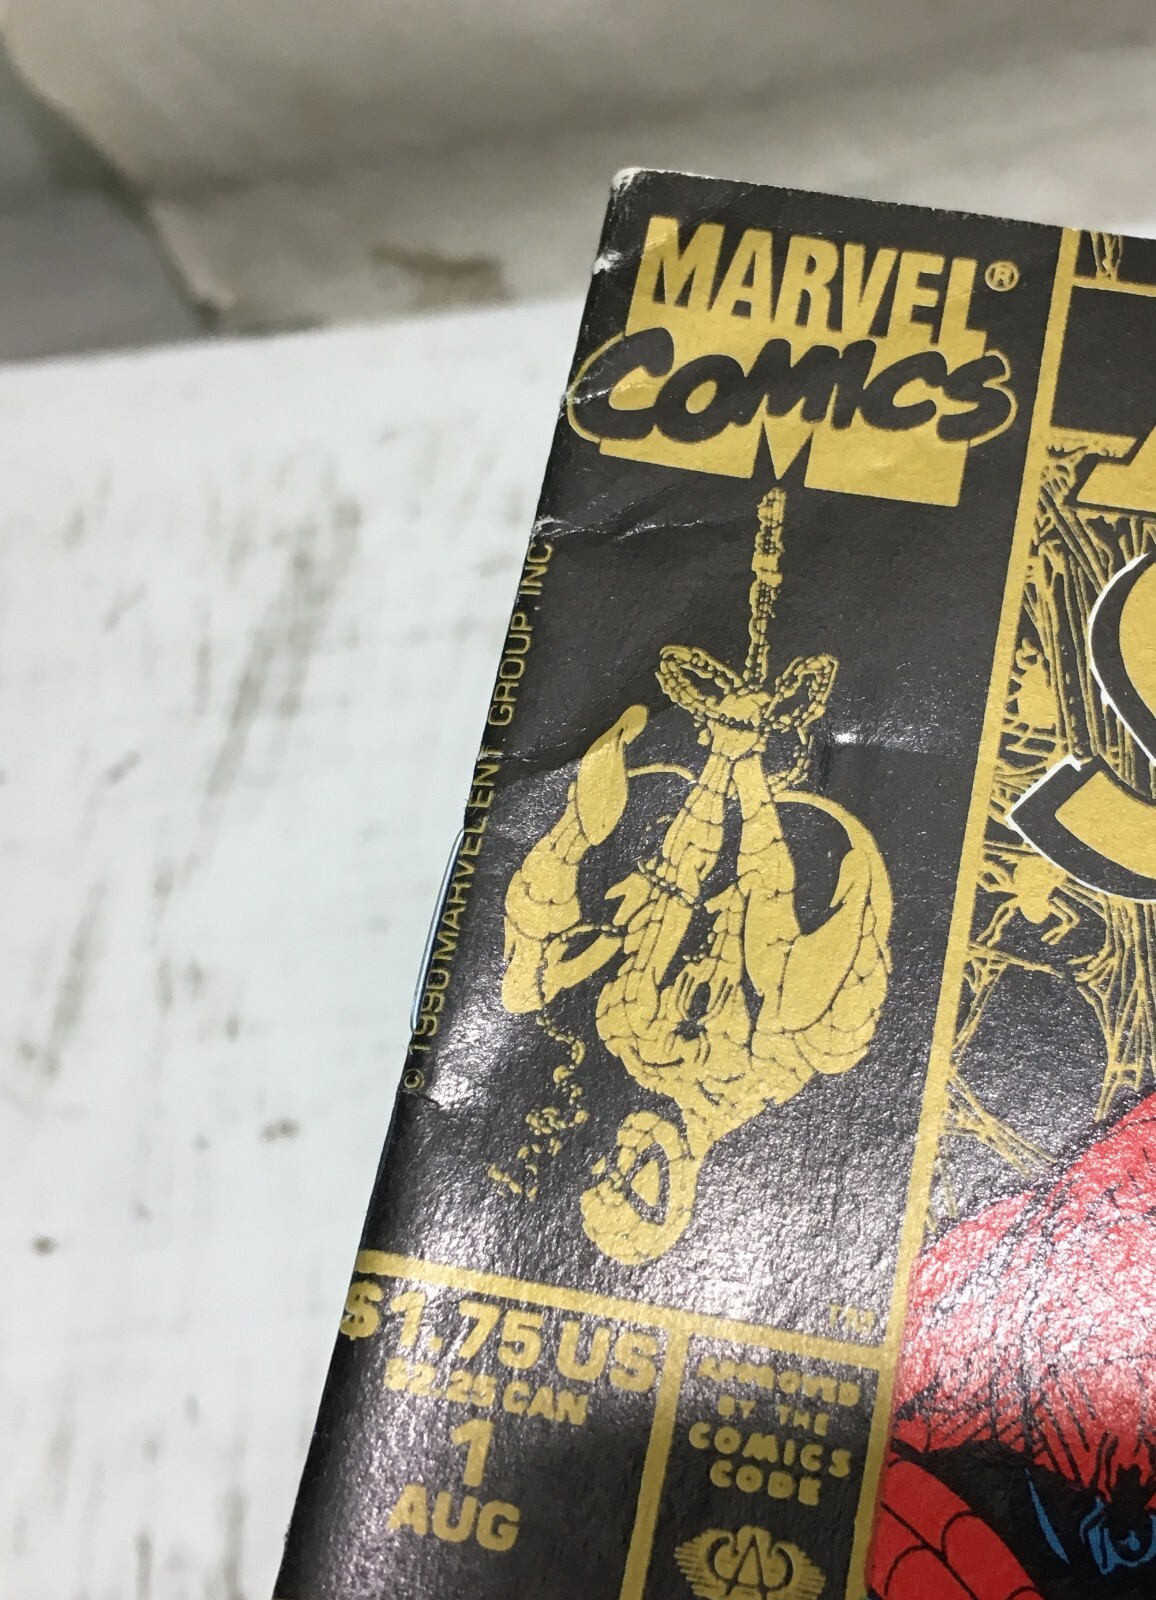 MARVEL®
COMICS
© 1990 MARVEL ENT GROUP, INC
TM
$1.75 US
$2.25 CAN
1
AUG
APPROVED
BY THE
COMICS
CODE